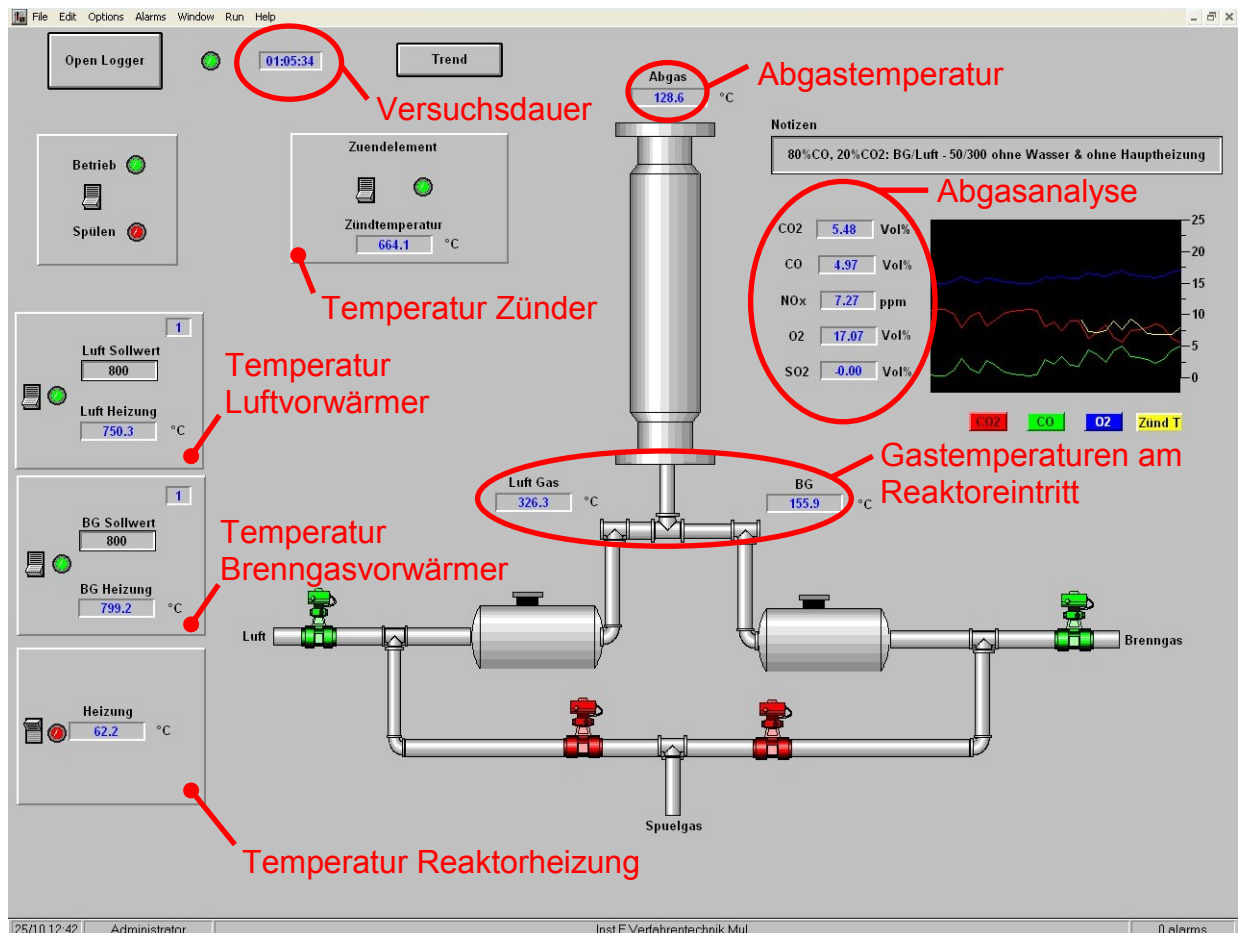 File Edit Options Alarms Window Run Help
Open Logger
01:05:34
Trend
Versuchsdauer
Abgas
128.6 °C
Abgastemperatur
Notizen
80%CO, 20%CO2: BG/Luft - 50/300 ohne Wasser & ohne Hauptheizung
Betrieb
Spülen
Zuendelement
Zündtemperatur
664.1 °C
Temperatur Zünder
Abgasanalyse
CO2 5.48 Vol%
CO 4.97 Vol%
NOx 7.27 ppm
O2 17.07 Vol%
SO2 -0.00 Vol%
25
20
15
10
5
0
CO2 CO O2 Zünd T
1
Luft Sollwert
800
Luft Heizung
750.3 °C
Temperatur
Luftvorwärmer
Gastemperaturen am
Reaktoreintritt
Luft Gas
326.3 °C
BG
155.9 °C
1
BG Sollwert
800
BG Heizung
799.2 °C
Temperatur
Brenngasvorwärmer
Luft
Brenngas
Heizung
62.2 °C
Spuelgas
Temperatur Reaktorheizung
25/10 12:42 Administrator Inst.F.Verfahrentechnik Mul 0 alarms